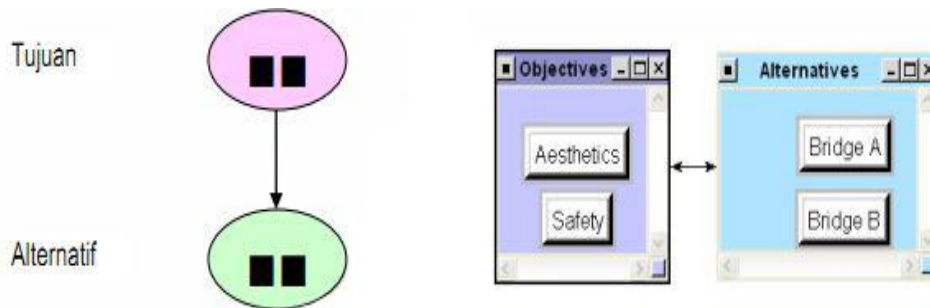 Tujuan
Alternatif
Objectives
Aesthetics
Safety
Alternatives
Bridge A
Bridge B